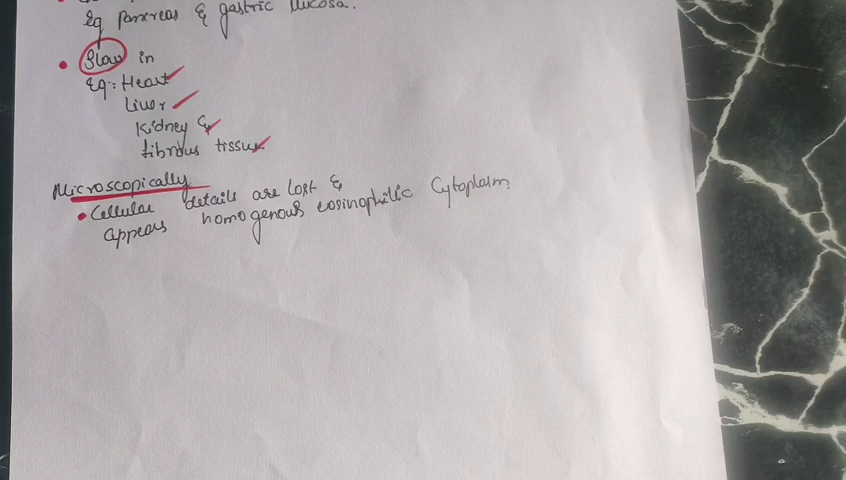 Eg Pancreas & gastric Mucosa.
• Slow in
Eg: Heart
Liver
Kidney &
fibrous tissue
Microscopically
• Cellular details are lost &
appears homogenous eosinophilic Cytoplasm